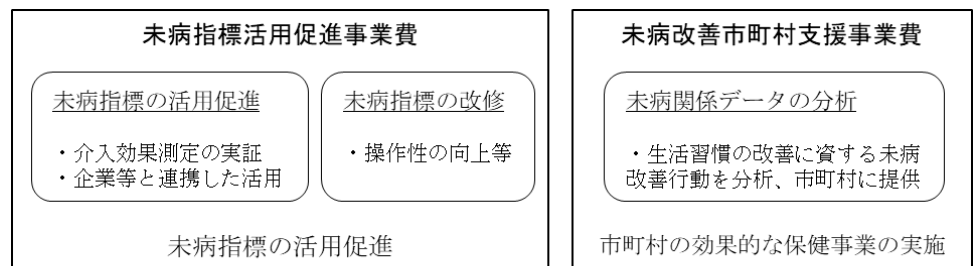 未病指標活用促進事業費
未病指標の活用促進
・介入効果測定の実証
・企業等と連携した活用
未病指標の改修
・操作性の向上等
未病指標の活用促進
未病改善市町村支援事業費
未病関係データの分析
・生活習慣の改善に資する未病
改善行動を分析、市町村に提供
市町村の効果的な保健事業の実施